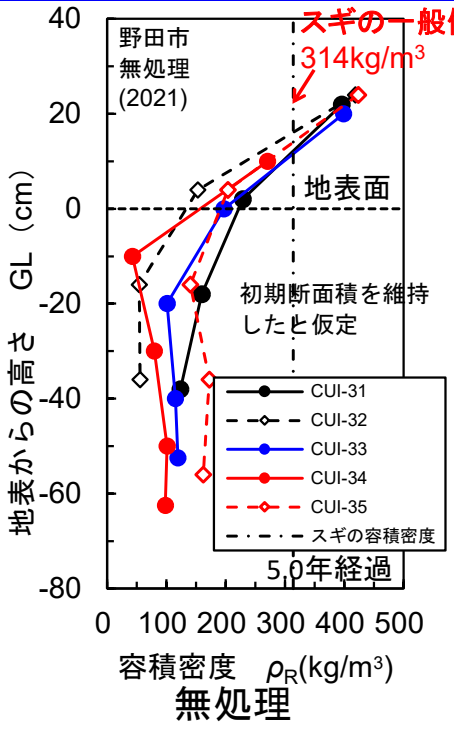 スギの一般
314kg/m³
野田市
無処理
(2021)
40
20
0
-20
-40
-60
-80
地表からの高さ GL (cm)
地表面
初期断面積を維持
したと仮定
CUI-31
CUI-32
CUI-33
CUI-34
CUI-35
スギの容積密度
5.0年経過
0 100 200 300 400 500
容積密度 ρR(kg/m³)
無処理